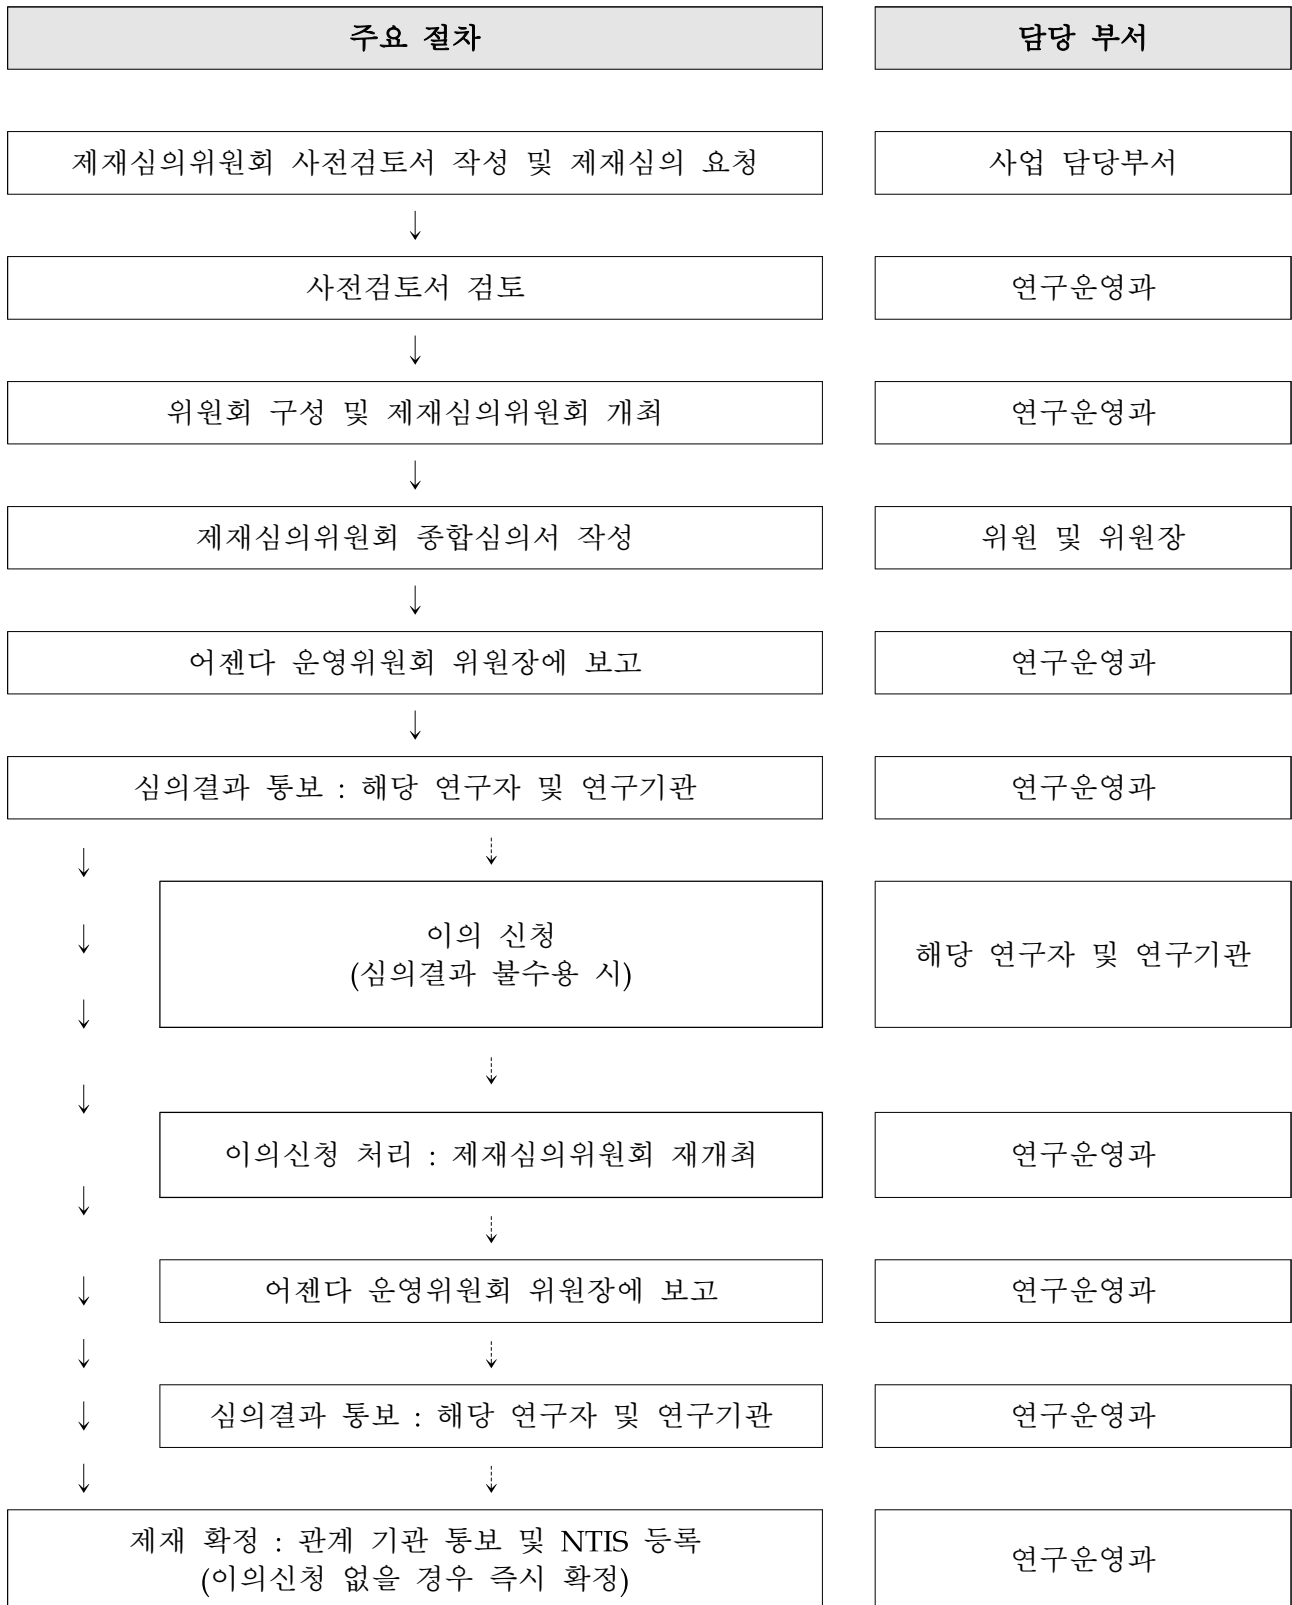 주요 절차
담당 부서
제재심의위원회 사전검토서 작성 및 제재심의 요청
사업 담당부서
사전검토서 검토
연구운영과
위원회 구성 및 제재심의위원회 개최
연구운영과
제재심의위원회 종합심의서 작성
위원 및 위원장
어젠다 운영위원회 위원장에 보고
연구운영과
심의결과 통보 : 해당 연구자 및 연구기관
연구운영과
이의 신청
(심의결과 불수용 시)
해당 연구자 및 연구기관
이의신청 처리 : 제재심의위원회 재개최
연구운영과
어젠다 운영위원회 위원장에 보고
연구운영과
심의결과 통보 : 해당 연구자 및 연구기관
연구운영과
제재 확정 : 관계 기관 통보 및 NTIS 등록
(이의신청 없을 경우 즉시 확정)
연구운영과